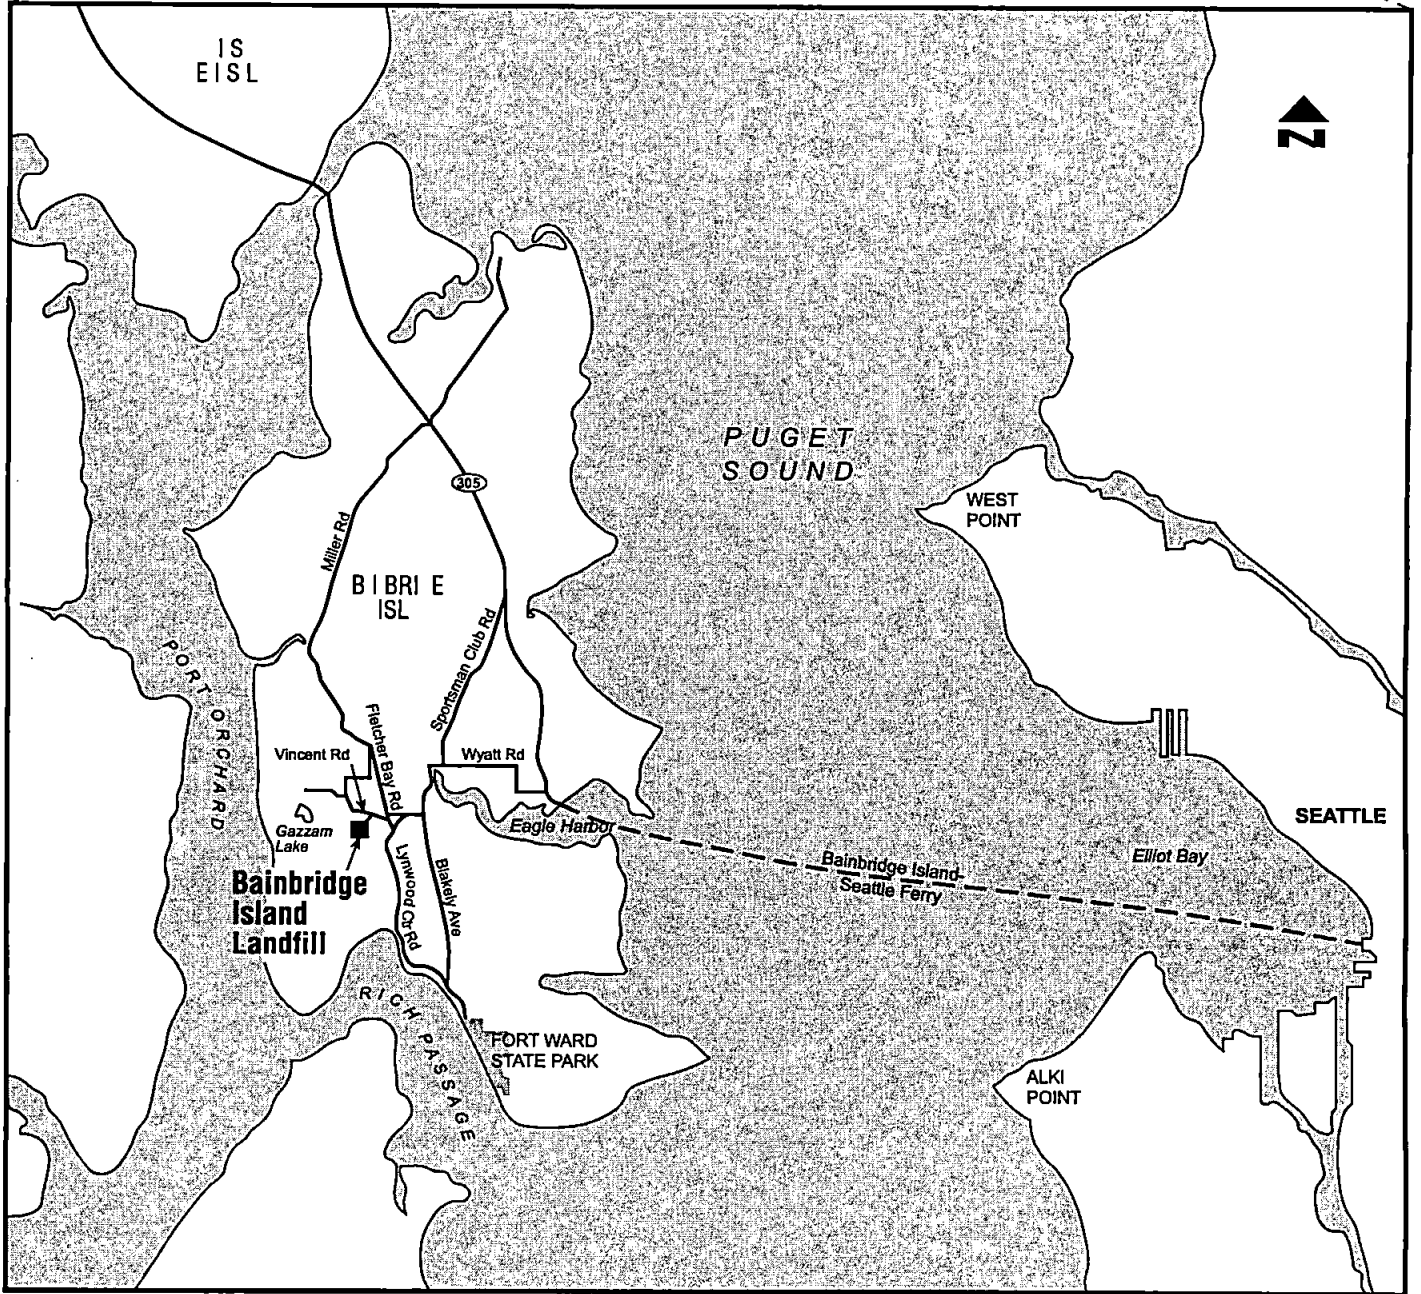 IS
EISL
N
PUGET
SOUND
305
WEST
POINT
Miller Rd
B I BRI E
ISL
Sportsman Club Rd
PORT ORCHARD
Fletcher Bay Rd
Vincent Rd
Wyatt Rd
Gazzam
Lake
Eagle Harbor
SEATTLE
Elliot Bay
Bainbridge Island-
Seattle Ferry
Bainbridge
Island
Landfill
Lynwood Ctr Rd
Blakely Ave
RICH PASSAGE
FORT WARD
STATE PARK
ALKI
POINT